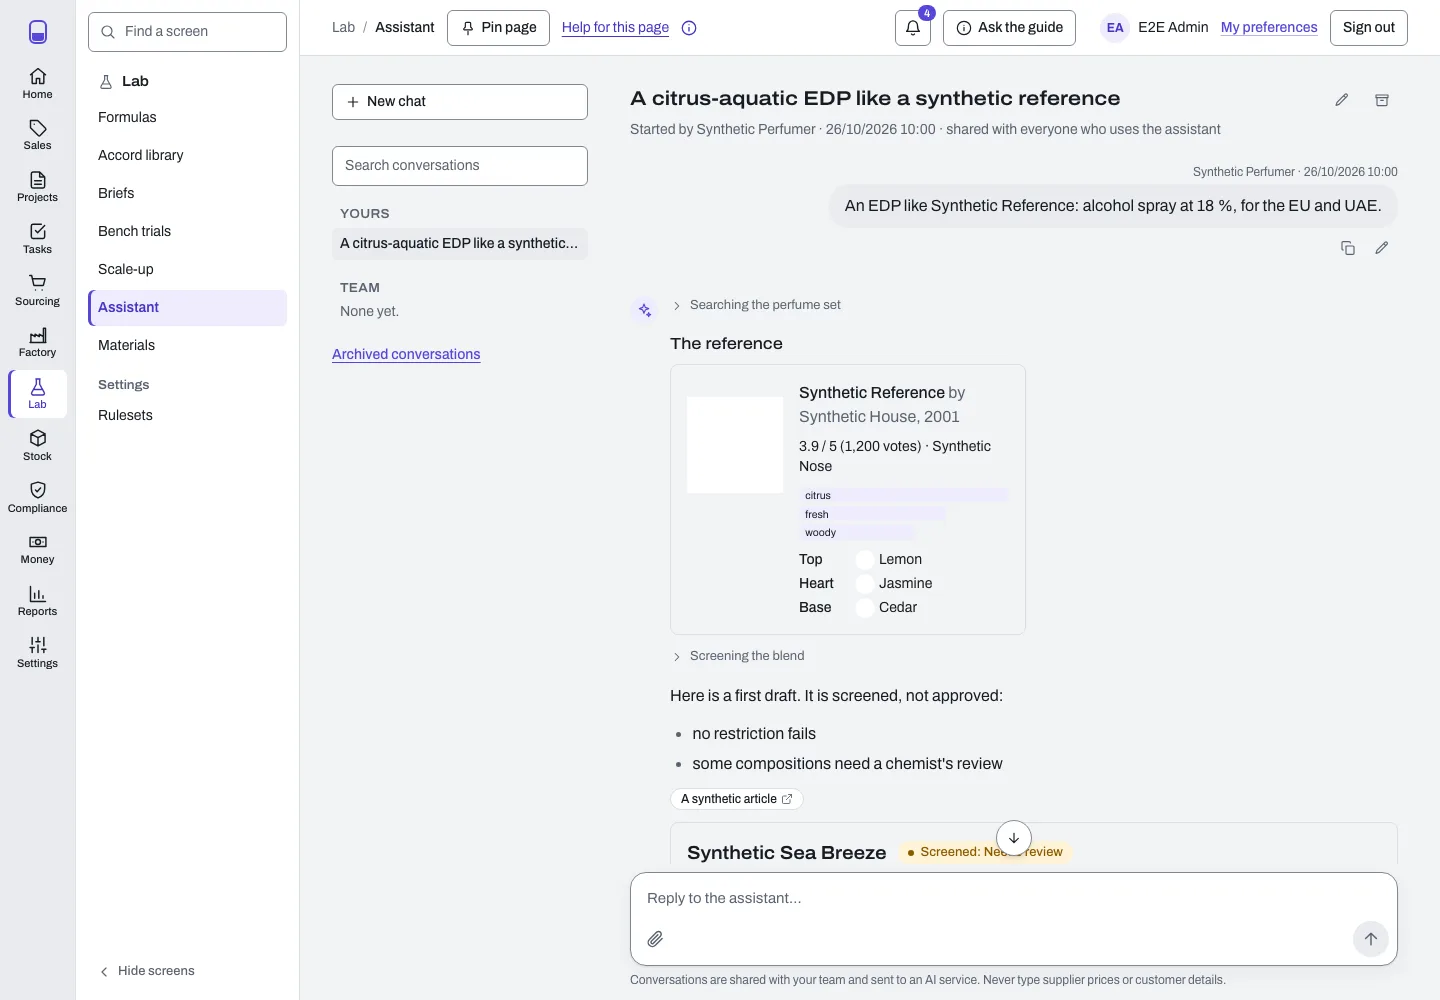 Home
Sales
Projects
Tasks
Sourcing
Factory
Lab
Stock
Compliance
Money
Reports
Settings
Find a screen
Lab
Formulas
Accord library
Briefs
Bench trials
Scale-up
Assistant
Materials
Settings
Rulesets
Hide screens
Lab / Assistant
Pin page
Help for this page
4
Ask the guide
EA
E2E Admin
My preferences
Sign out
New chat
Search conversations
YOURS
A citrus-aquatic EDP like a synthetic...
TEAM
None yet.
Archived conversations
A citrus-aquatic EDP like a synthetic reference
Started by Synthetic Perfumer · 26/10/2026 10:00 · shared with everyone who uses the assistant
Synthetic Perfumer · 26/10/2026 10:00
An EDP like Synthetic Reference: alcohol spray at 18 %, for the EU and UAE.
Searching the perfume set
The reference
Synthetic Reference by
Synthetic House, 2001
3.9 / 5 (1,200 votes) · Synthetic
Nose
citrus
fresh
woody
Top Lemon
Heart Jasmine
Base Cedar
Screening the blend
Here is a first draft. It is screened, not approved:
• no restriction fails
• some compositions need a chemist's review
A synthetic article
Synthetic Sea Breeze
Screened: review
Reply to the assistant...
Conversations are shared with your team and sent to an AI service. Never type supplier prices or customer details.